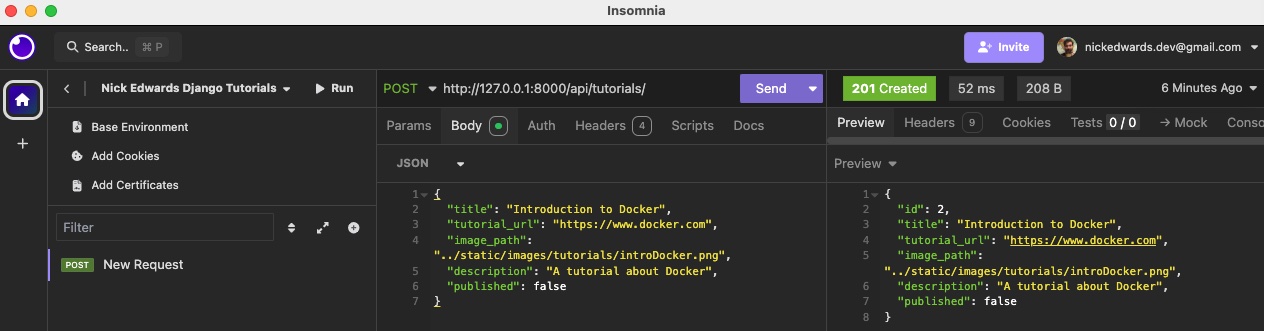 Insomnia
Search.. ⌘ P
Invite
nickedwards.dev@gmail.com
Nick Edwards Django Tutorials
Run
POST http://127.0.0.1:8000/api/tutorials/
Send
201 Created 52 ms 208 B
6 Minutes Ago
Base Environment
Add Cookies
Add Certificates
Filter
POST New Request
Params Body Auth Headers 4 Scripts Docs
JSON
1 {
2 "title": "Introduction to Docker",
3 "tutorial_url": "https://www.docker.com",
4 "image_path":
"../static/images/tutorials/introDocker.png",
5 "description": "A tutorial about Docker",
6 "published": false
7 }
Preview Headers 9 Cookies Tests 0 / 0 → Mock Conso
Preview
1 {
2 "id": 2,
3 "title": "Introduction to Docker",
4 "tutorial_url": "https://www.docker.com",
5 "image_path":
"../static/images/tutorials/introDocker.png",
6 "description": "A tutorial about Docker",
7 "published": false
8 }